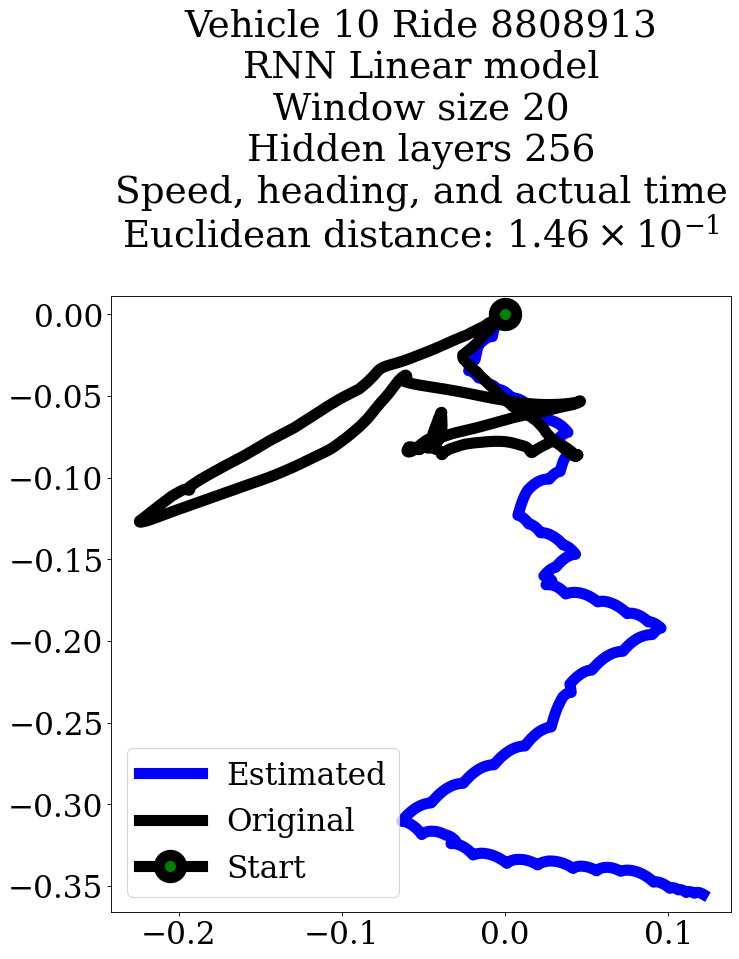 Vehicle 10 Ride 8808913
RNN Linear model
Window size 20
Hidden layers 256
Speed, heading, and actual time
Euclidean distance: 1.46 × 10⁻¹
0.00
−0.05
−0.10
−0.15
−0.20
−0.25
−0.30
−0.35
Estimated
Original
Start
−0.2 −0.1 0.0 0.1